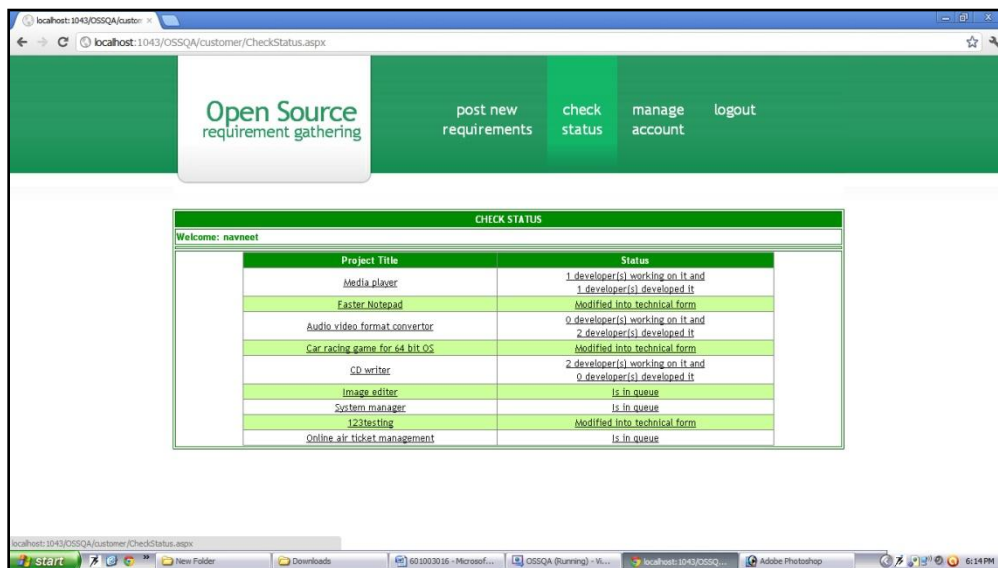 localhost:1043/OSSQA/custom
localhost:1043/OSSQA/customer/CheckStatus.aspx
Open Source
requirement gathering
post new
requirements
check
status
manage
account
logout
CHECK STATUS
Welcome: navneet
Project Title Status
Media player 1 developer(s) working on it and
1 developer(s) developed it
Faster Notepad Modified into technical form
Audio video format convertor 0 developer(s) working on it and
2 developer(s) developed it
Car racing game for 64 bit OS Modified into technical form
CD writer 2 developer(s) working on it and
0 developer(s) developed it
Image editer Is in queue
System manager Is in queue
123testing Modified into technical form
Online air ticket management Is in queue
localhost:1043/OSSQA/customer/CheckStatus.aspx
start New Folder Downloads 601003016 - Microsof... OSSQA (Running) - Vi... localhost:1043/OSSQ... Adobe Photoshop 6:14 PM